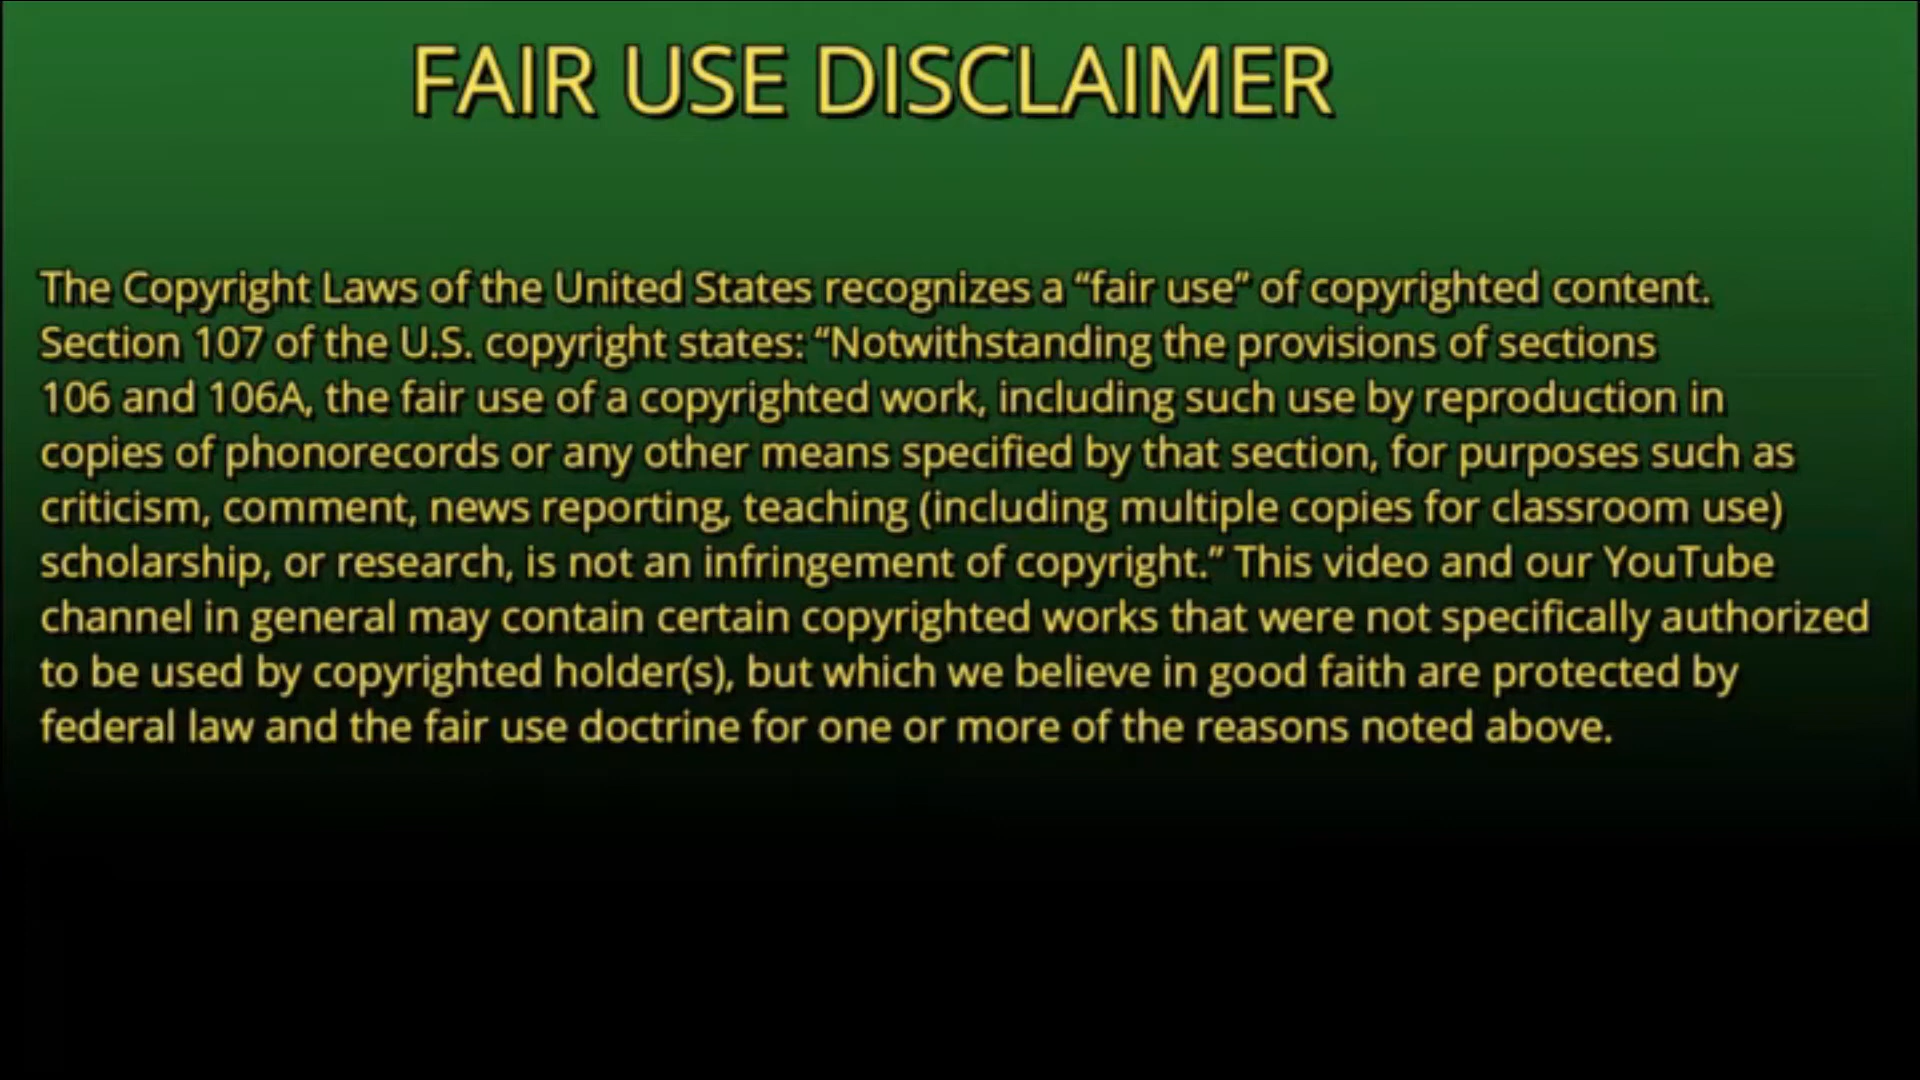 FAIR USE DISCLAIMER
The Copyright Laws of the United States recognizes a “fair use” of copyrighted content.
Section 107 of the U.S. copyright states: “Notwithstanding the provisions of sections
106 and 106A, the fair use of a copyrighted work, including such use by reproduction in
copies of phonorecords or any other means specified by that section, for purposes such as
criticism, comment, news reporting, teaching (including multiple copies for classroom use)
scholarship, or research, is not an infringement of copyright.” This video and our YouTube
channel in general may contain certain copyrighted works that were not specifically authorized
to be used by copyrighted holder(s), but which we believe in good faith are protected by
federal law and the fair use doctrine for one or more of the reasons noted above.